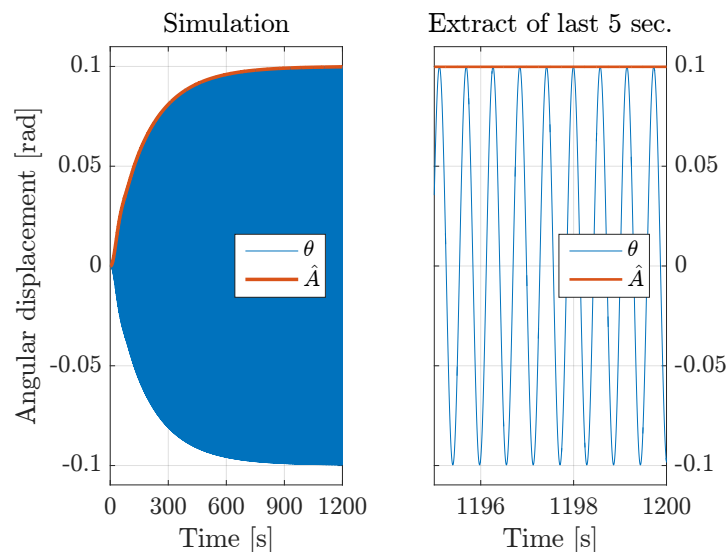 Simulation
Extract of last 5 sec.
Angular displacement [rad]
0.1
0.05
0
-0.05
-0.1
0.1
0.05
0
-0.05
-0.1
θ
Â
θ
Â
0 300 600 900 1200
1196 1198 1200
Time [s]
Time [s]